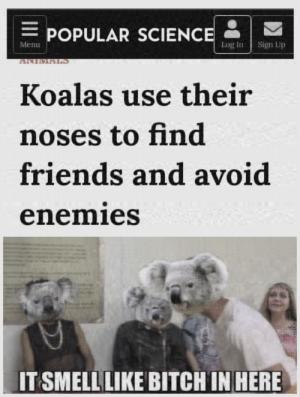 POPULAR SCIENCE
Menu
Log In
Sign Up
ANIMALS
Koalas use their
noses to find
friends and avoid
enemies
IT SMELL LIKE BITCH IN HERE